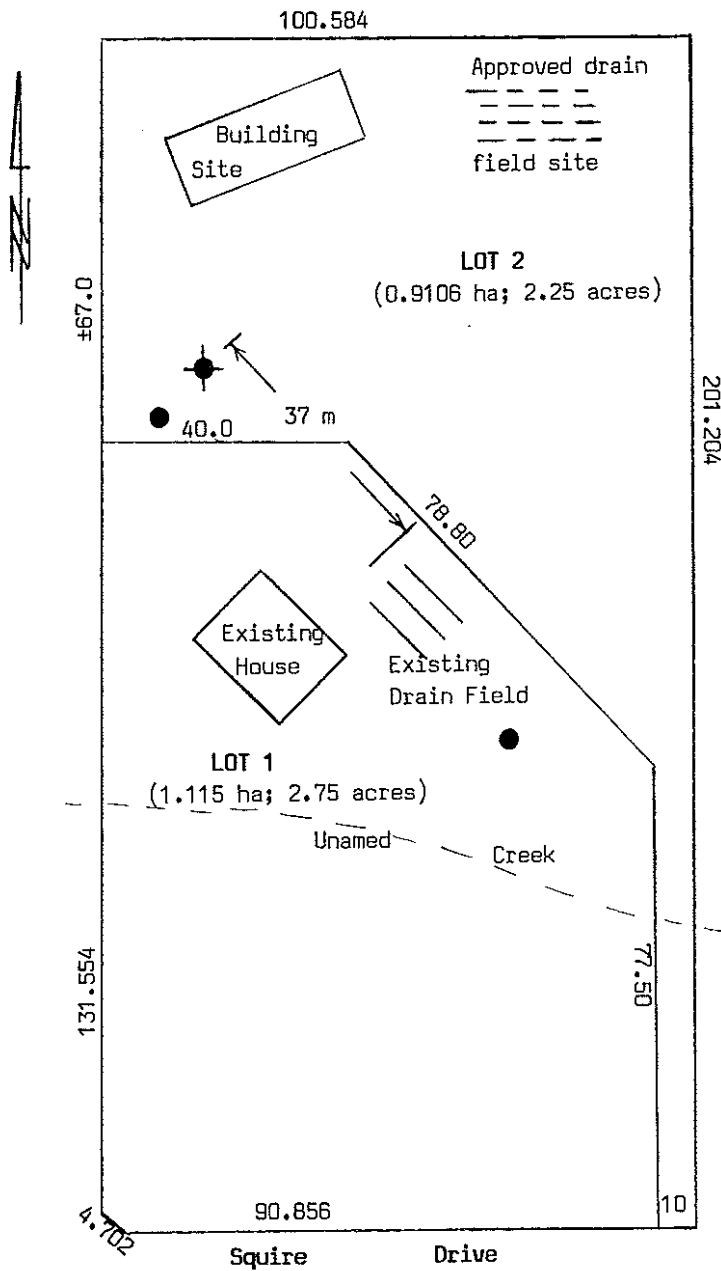 100.584
Approved drain
field site
Building
Site
N
LOT 2
(0.9106 ha; 2.25 acres)
±67.0
201.204
37 m
40.0
78.80
Existing
House
Existing
Drain Field
LOT 1
(1.115 ha; 2.75 acres)
Unamed Creek
131.554
77.50
4.702
90.856
10
Squire Drive